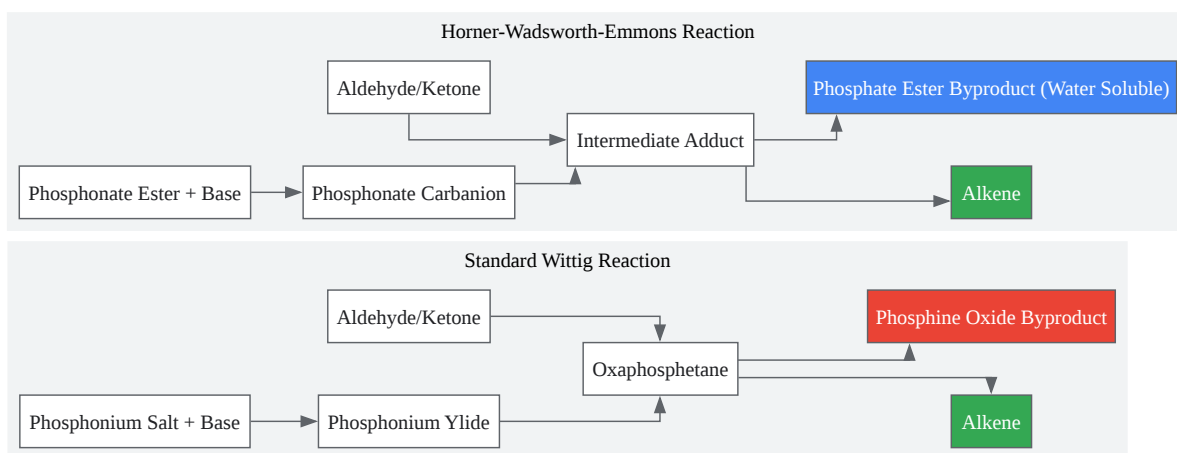 Horner-Wadsworth-Emmons Reaction
Aldehyde/Ketone
Phosphate Ester Byproduct (Water Soluble)
Intermediate Adduct
Phosphonate Ester + Base
Phosphonate Carbanion
Alkene
Standard Wittig Reaction
Aldehyde/Ketone
Phosphine Oxide Byproduct
Oxaphosphetane
Phosphonium Salt + Base
Phosphonium Ylide
Alkene